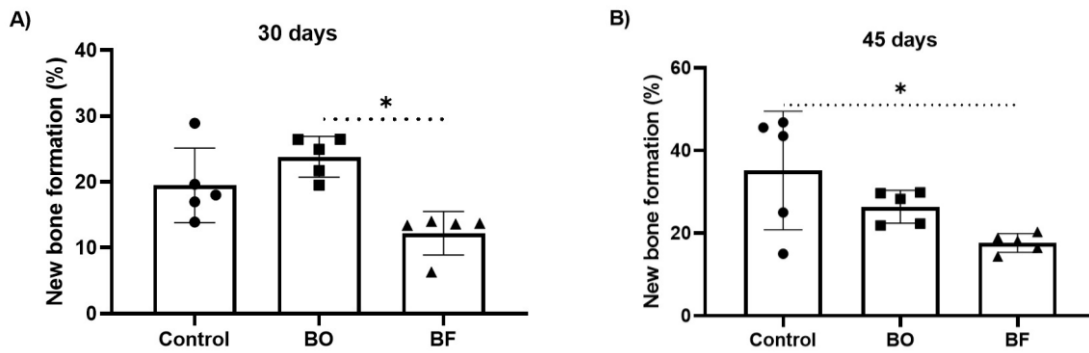 A)
30 days
New bone formation (%)
40
30
20
10
0
*
Control BO BF
B)
45 days
New bone formation (%)
60
40
20
0
*
Control BO BF